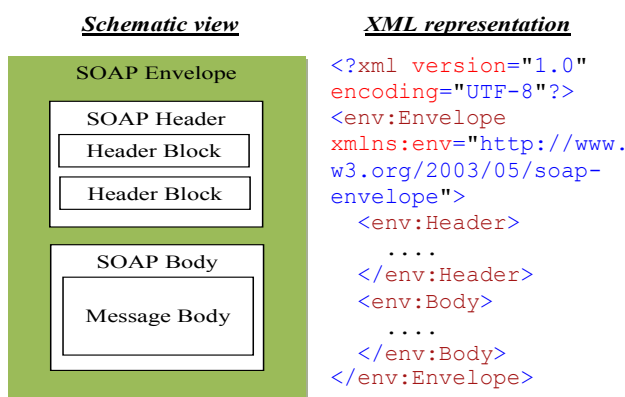 Schematic view
SOAP Envelope
SOAP Header
Header Block
Header Block
SOAP Body
Message Body
XML representation
<?xml version="1.0"
encoding="UTF-8"?>
<env:Envelope
xmlns:env="http://www.
w3.org/2003/05/soap-
envelope">
  <env:Header>
    ....
  </env:Header>
  <env:Body>
    ....
  </env:Body>
</env:Envelope>